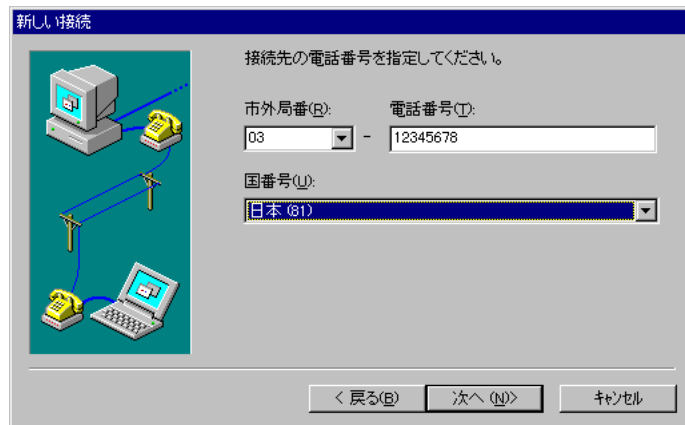 新しい接続
接続先の電話番号を指定してください。
市外局番(R): 電話番号(T):
03 - 12345678
国番号(U):
日本 (81)
< 戻る(B) 次へ (N)> ｷｬﾝｾﾙ